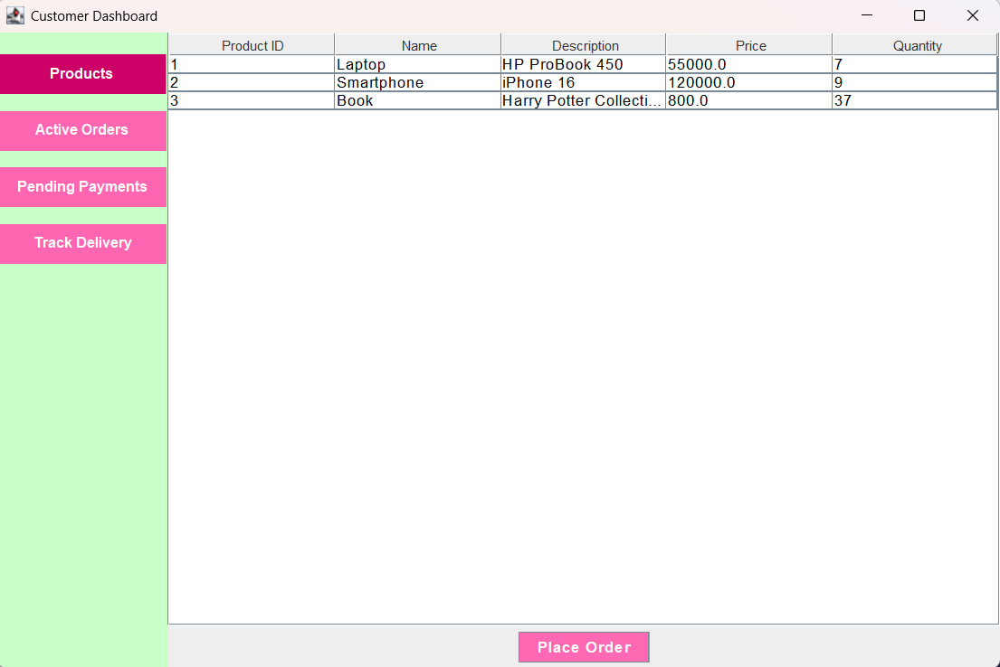 Customer Dashboard
Products
Active Orders
Pending Payments
Track Delivery
Product ID Name Description Price Quantity
1 Laptop HP ProBook 450 55000.0 7
2 Smartphone iPhone 16 120000.0 9
3 Book Harry Potter Collecti... 800.0 37
Place Order